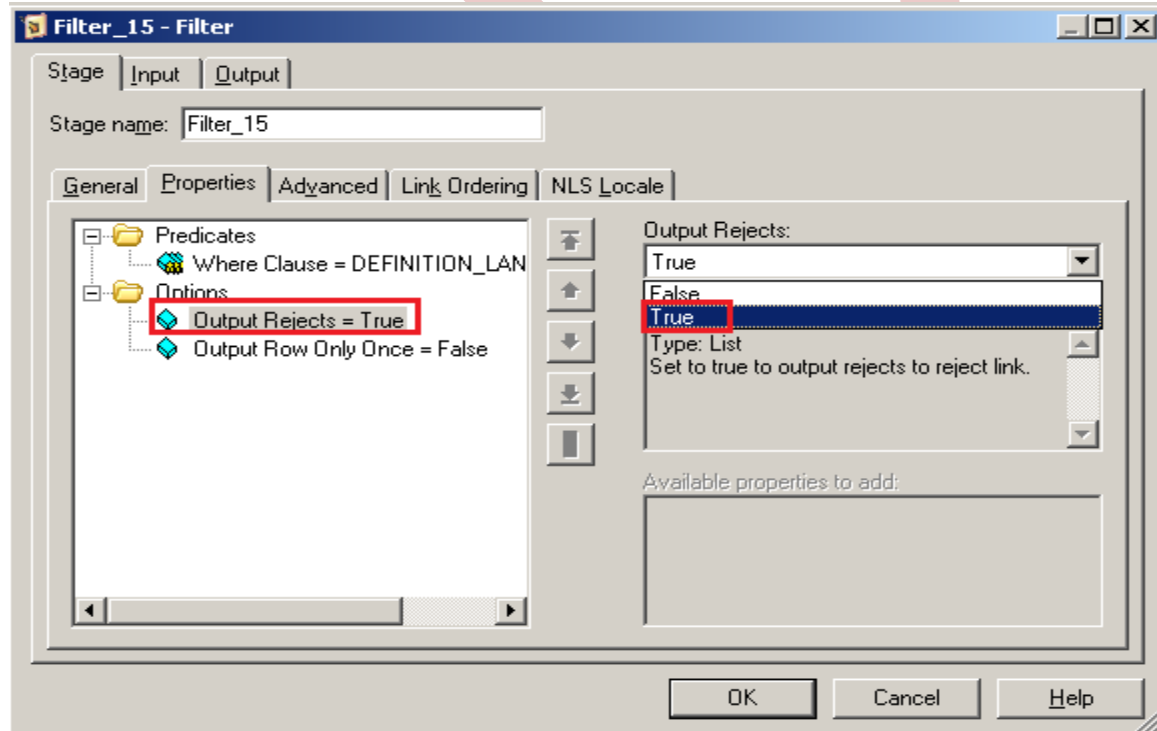 Filter_15 - Filter
Stage Input Output
Stage name: Filter_15
General Properties Advanced Link Ordering NLS Locale
Predicates
Where Clause = DEFINITION_LAN
Options
Output Rejects = True
Output Row Only Once = False
Output Rejects:
True
False
True
Type: List
Set to true to output rejects to reject link.
Available properties to add:
OK Cancel Help